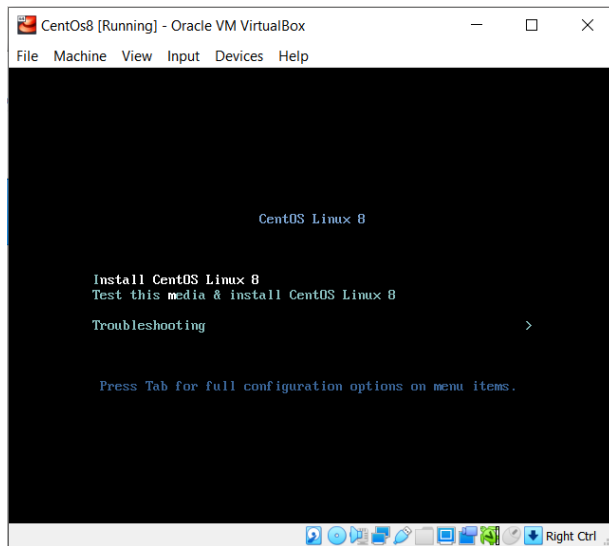 CentOs8 [Running] - Oracle VM VirtualBox
File Machine View Input Devices Help
CentOS Linux 8
Install CentOS Linux 8
Test this media & install CentOS Linux 8
Troubleshooting >
Press Tab for full configuration options on menu items.
Right Ctrl